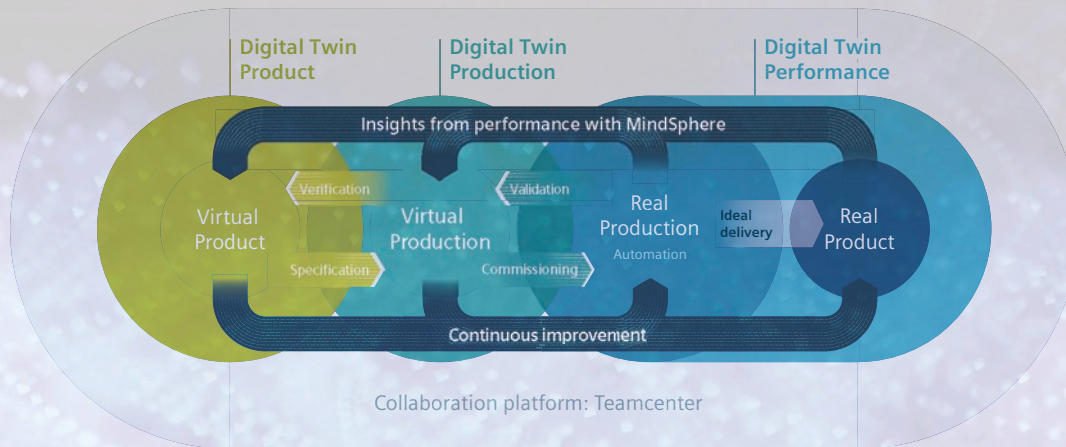 Digital Twin
Product
Digital Twin
Production
Digital Twin
Performance
Insights from performance with MindSphere
Verification
Validation
Virtual
Product
Virtual
Production
Real
Production
Automation
Ideal
delivery
Real
Product
Specification
Commissioning
Continuous improvement
Collaboration platform: Teamcenter